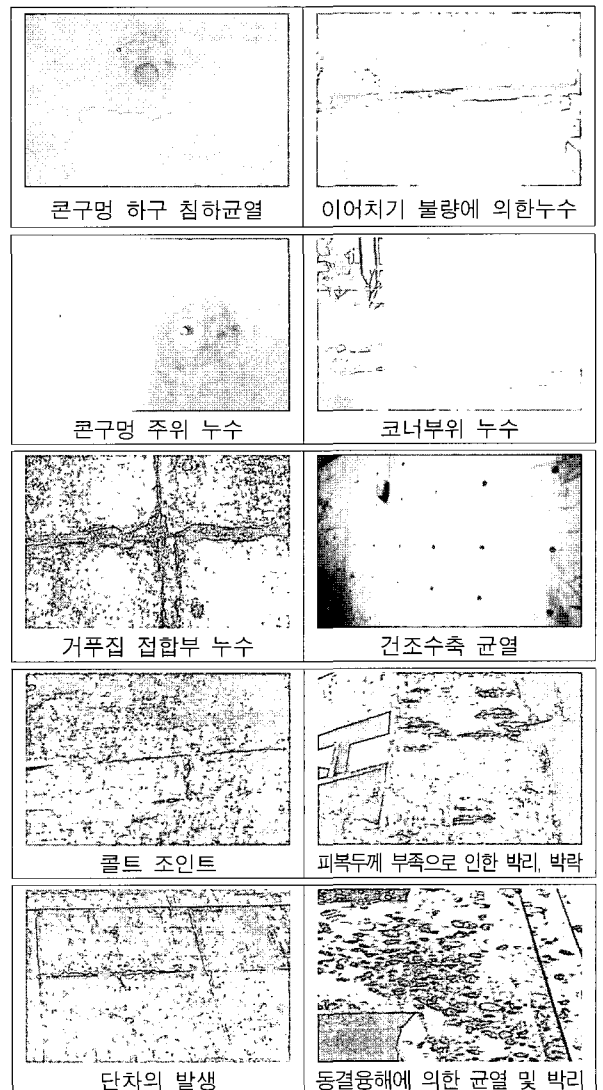 콘구멍 하구 침하균열
이어치기 불량에 의한누수
콘구멍 주위 누수
코너부위 누수
거푸집 접합부 누수
건조수축 균열
콜트 조인트
피복두께 부족으로 인한 박리, 박락
단차의 발생
동결융해에 의한 균열 및 박리